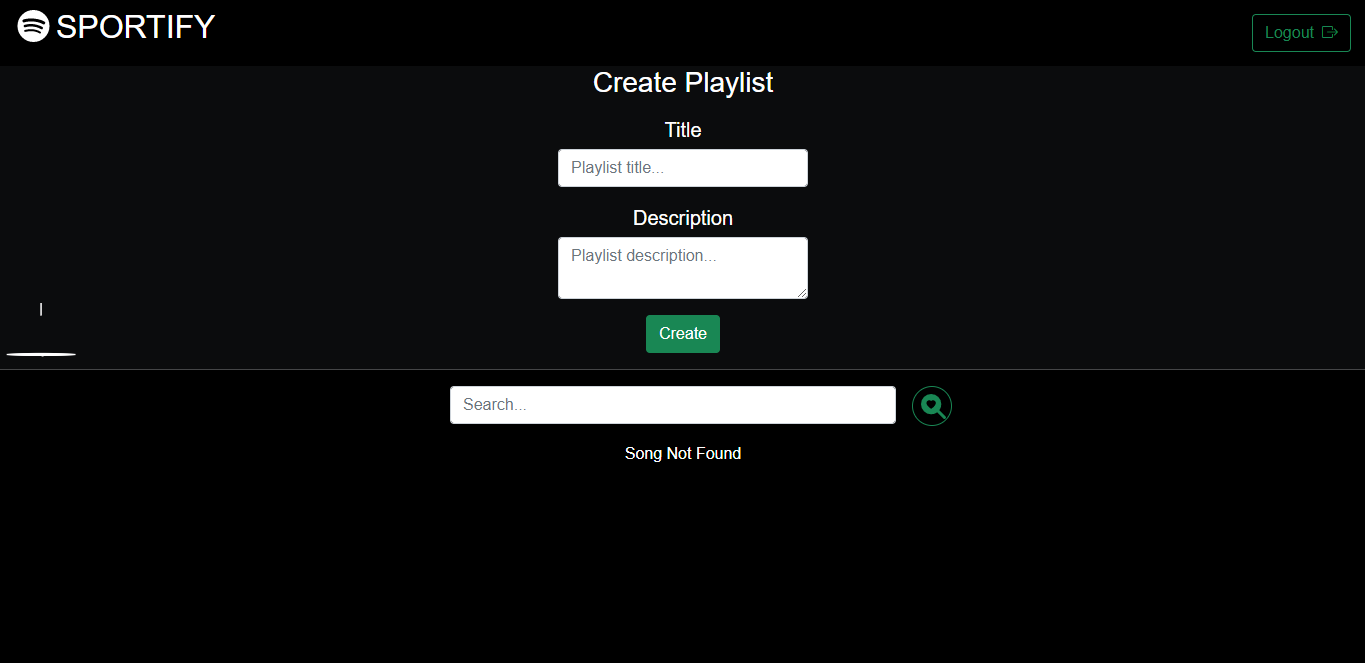 SPORTIFY
Logout
Create Playlist
Title
Playlist title...
Description
Playlist description...
Create
Search...
Song Not Found